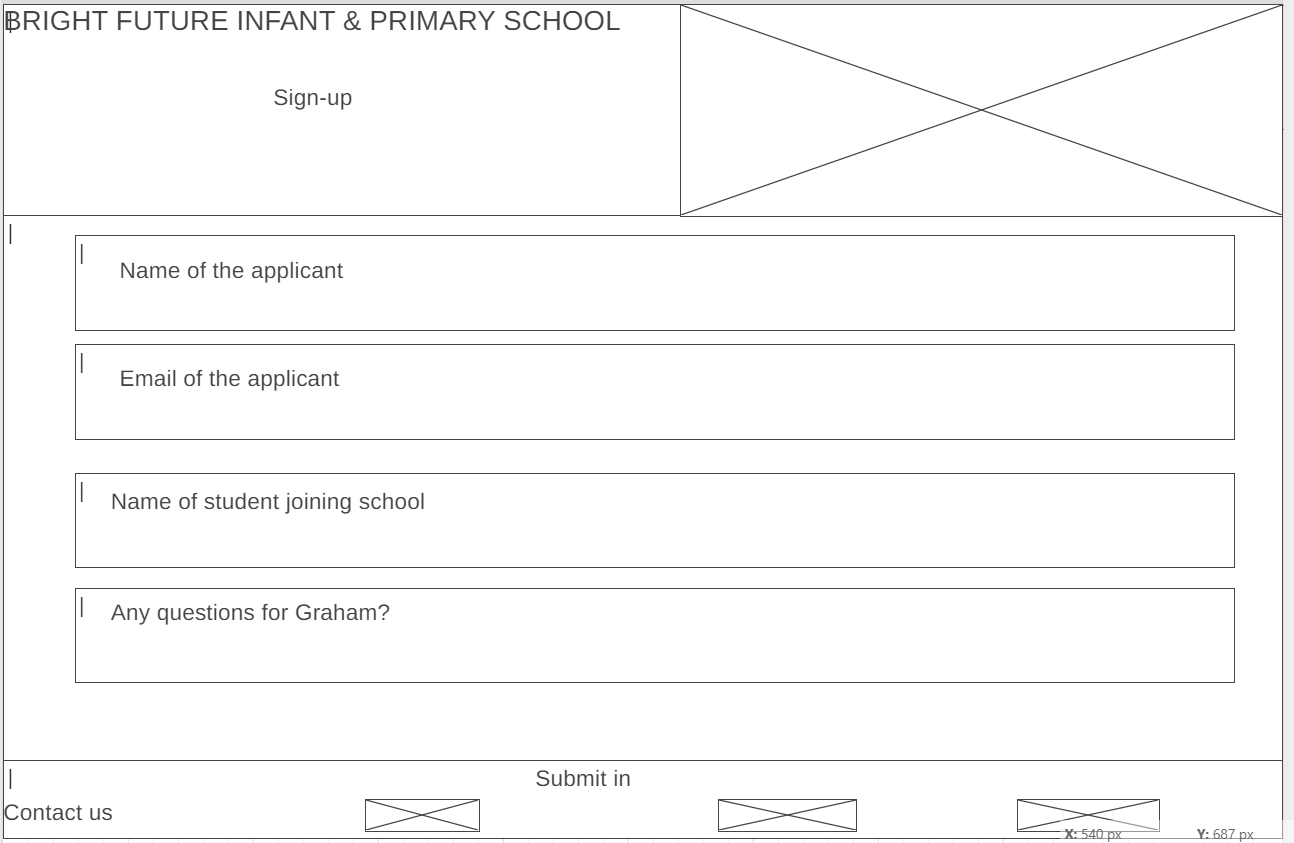 BRIGHT FUTURE INFANT & PRIMARY SCHOOL
Sign-up
Name of the applicant
Email of the applicant
Name of student joining school
Any questions for Graham?
Submit in
Contact us
X: 540 px Y: 687 px